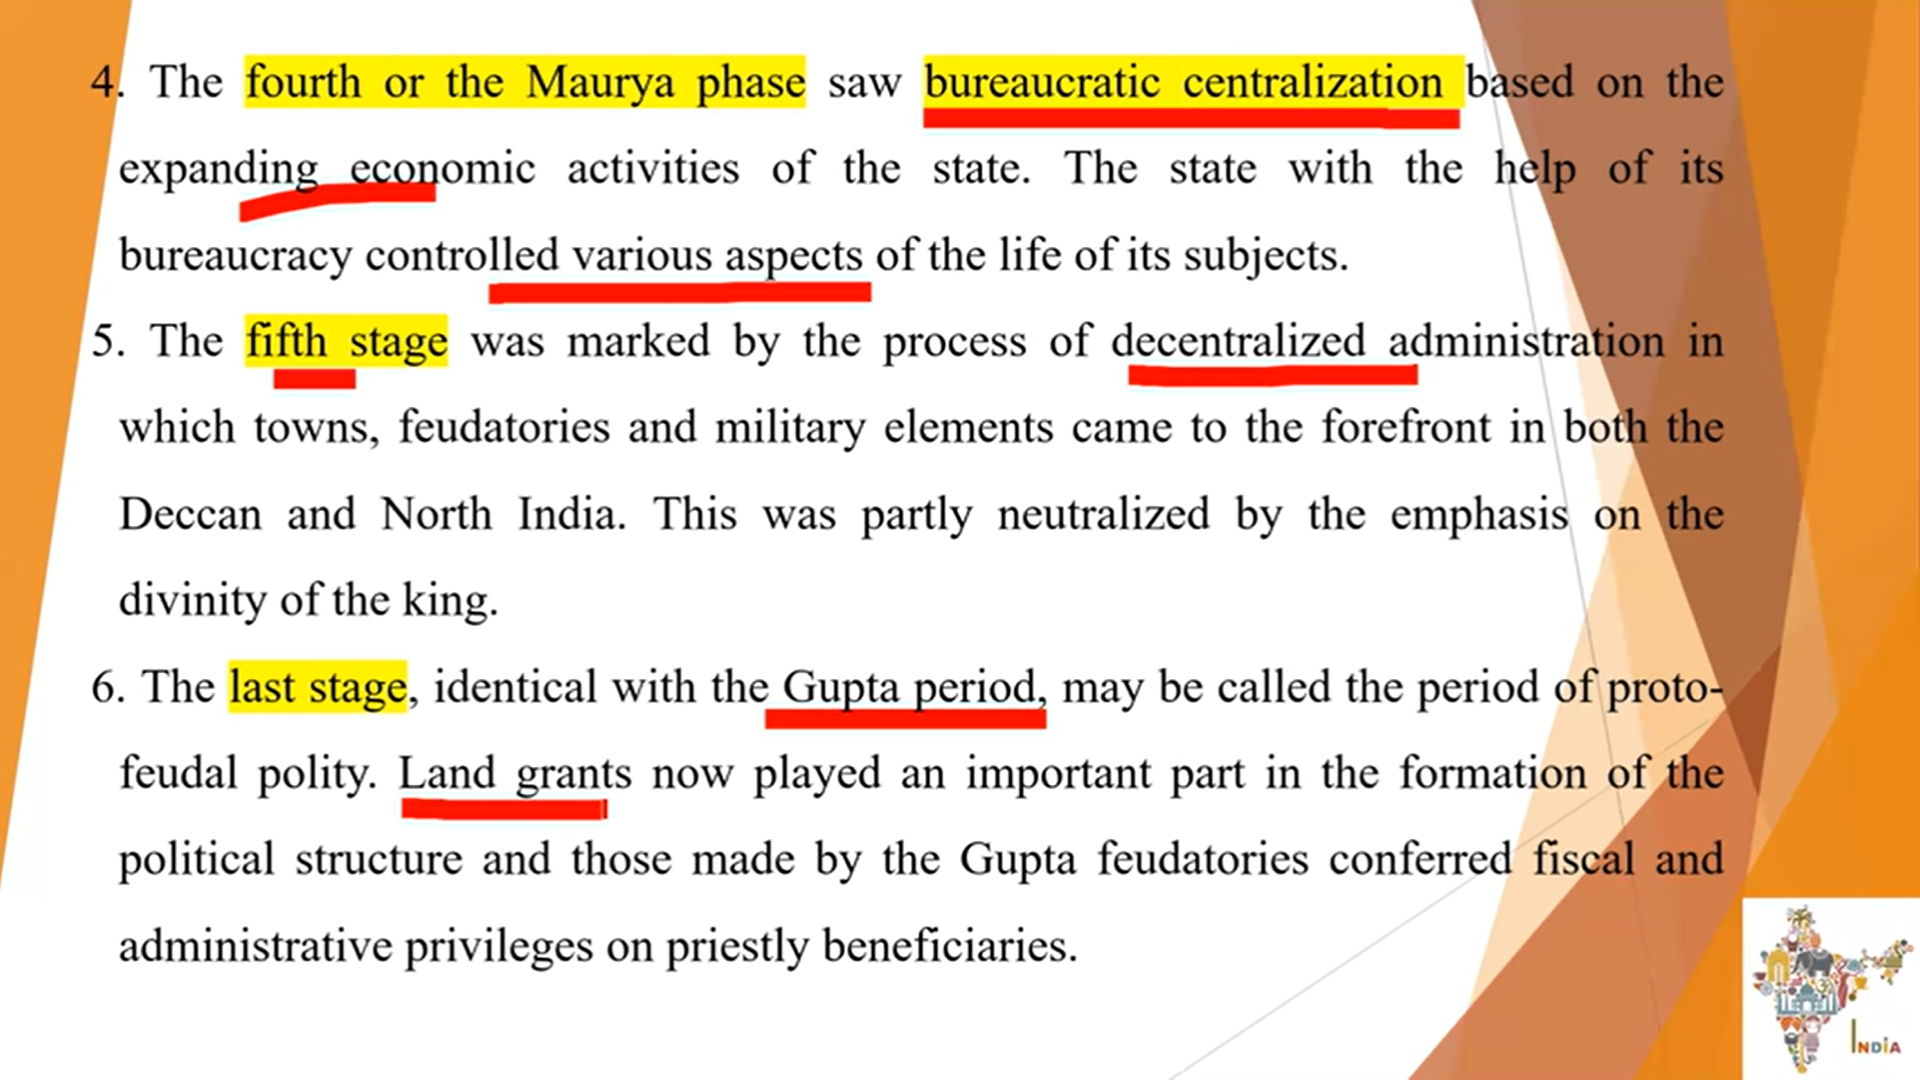 4. The fourth or the Maurya phase saw bureaucratic centralization based on the
expanding economic activities of the state. The state with the help of its
bureaucracy controlled various aspects of the life of its subjects.
5. The fifth stage was marked by the process of decentralized administration in
which towns, feudatories and military elements came to the forefront in both the
Deccan and North India. This was partly neutralized by the emphasis on the
divinity of the king.
6. The last stage, identical with the Gupta period, may be called the period of proto-
feudal polity. Land grants now played an important part in the formation of the
political structure and those made by the Gupta feudatories conferred fiscal and
administrative privileges on priestly beneficiaries.
INDiA